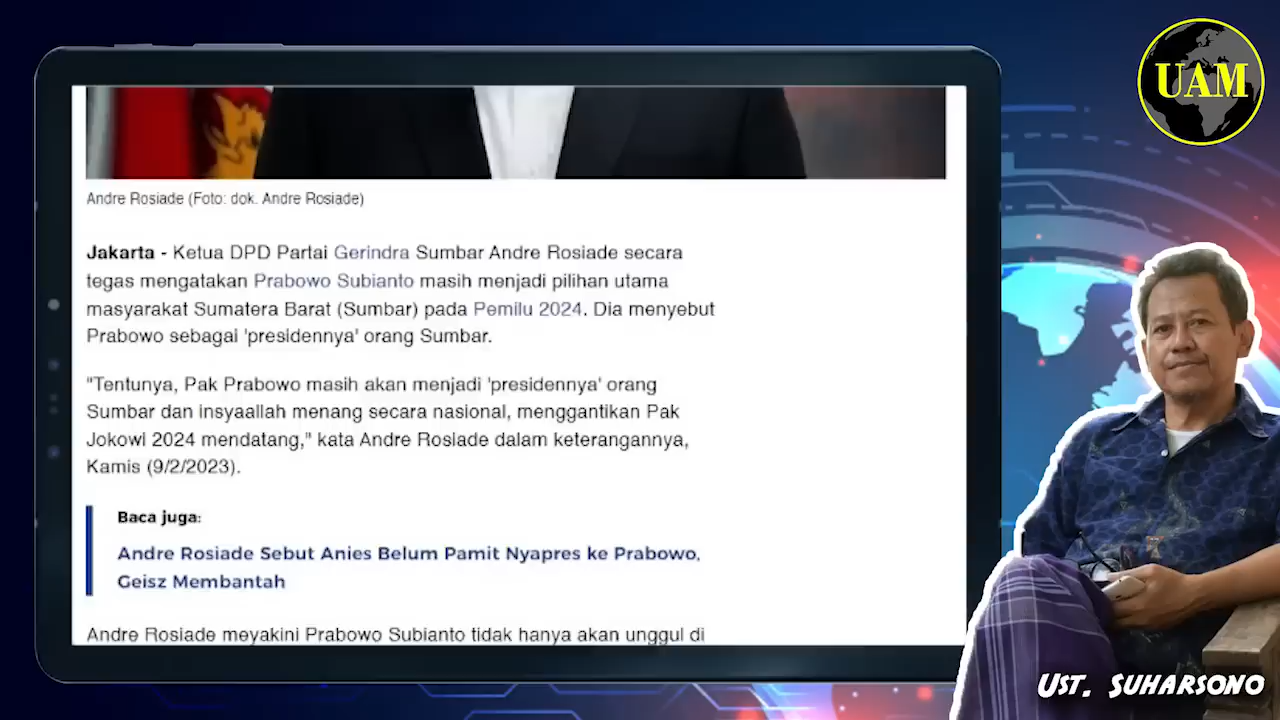 UAM
Andre Rosiade (Foto: dok. Andre Rosiade)
Jakarta - Ketua DPD Partai Gerindra Sumbar Andre Rosiade secara
tegas mengatakan Prabowo Subianto masih menjadi pilihan utama
masyarakat Sumatera Barat (Sumbar) pada Pemilu 2024. Dia menyebut
Prabowo sebagai 'presidennya' orang Sumbar.
"Tentunya, Pak Prabowo masih akan menjadi 'presidennya' orang
Sumbar dan insyaallah menang secara nasional, menggantikan Pak
Jokowi 2024 mendatang," kata Andre Rosiade dalam keterangannya,
Kamis (9/2/2023).
Baca juga:
Andre Rosiade Sebut Anies Belum Pamit Nyapres ke Prabowo,
Geisz Membantah
Andre Rosiade meyakini Prabowo Subianto tidak hanya akan unggul di
UST. SUHARSONO